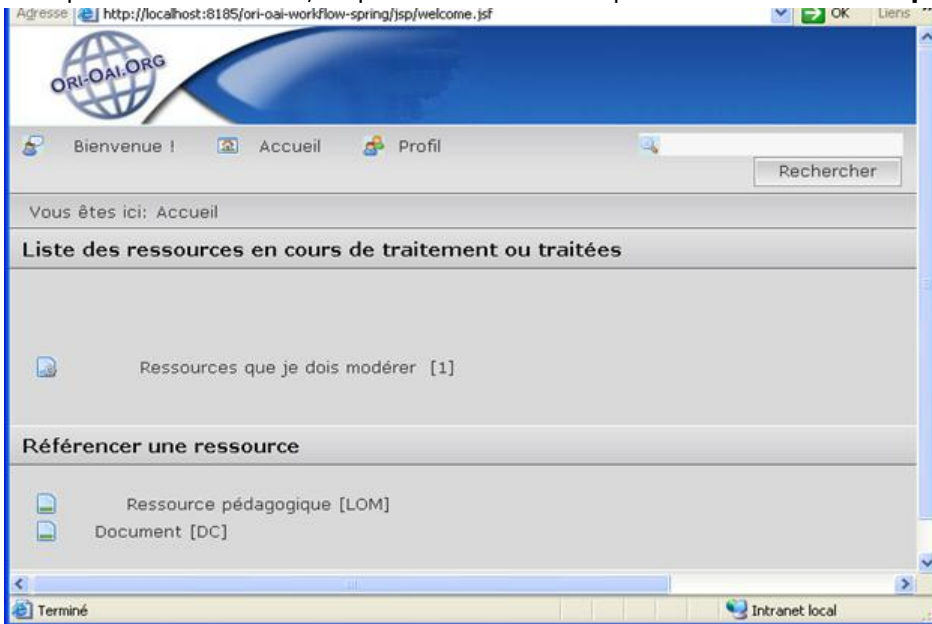 Adresse http://localhost:8185/ori-oai-workflow-spring/jsp/welcome.jsf OK Liens
ORI-OAI.ORG
Bienvenue ! Accueil Profil
Rechercher
Vous êtes ici: Accueil
Liste des ressources en cours de traitement ou traitées
Ressources que je dois modérer [1]
Référencer une ressource
Ressource pédagogique [LOM]
Document [DC]
Terminé Intranet local